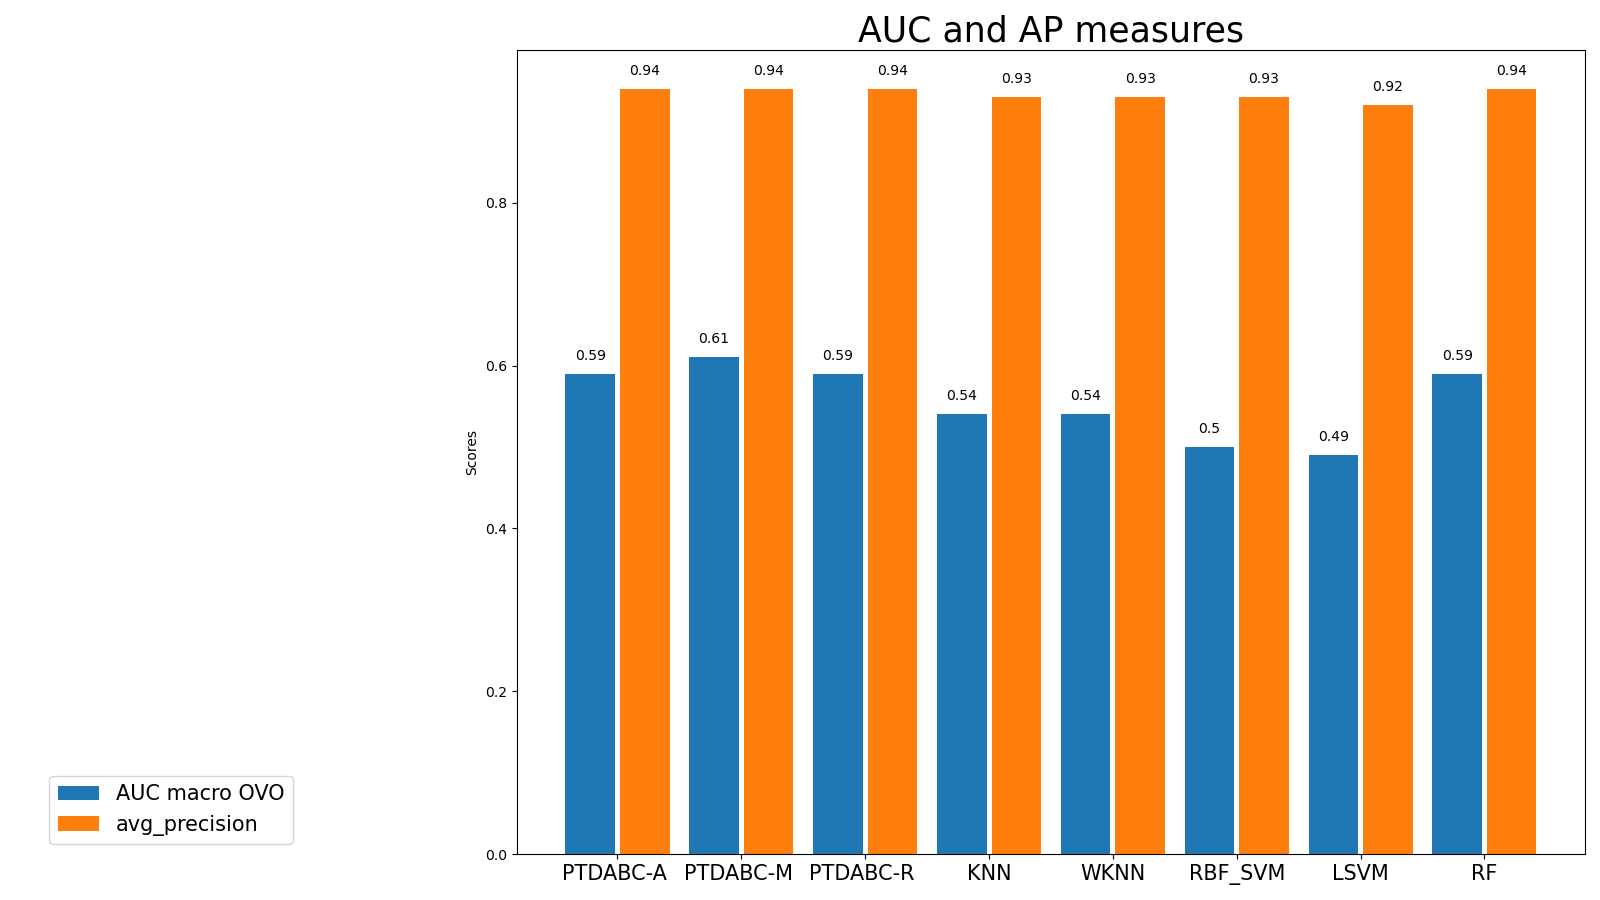 AUC and AP measures
0.94 0.94 0.94 0.93 0.93 0.93 0.92 0.94
0.8
0.59 0.61 0.59 0.54 0.54 0.5 0.49 0.59
0.6
Scores
0.4
0.2
0.0
AUC macro OVO
avg_precision
PTDABC-A PTDABC-M PTDABC-R KNN WKNN RBF_SVM LSVM RF